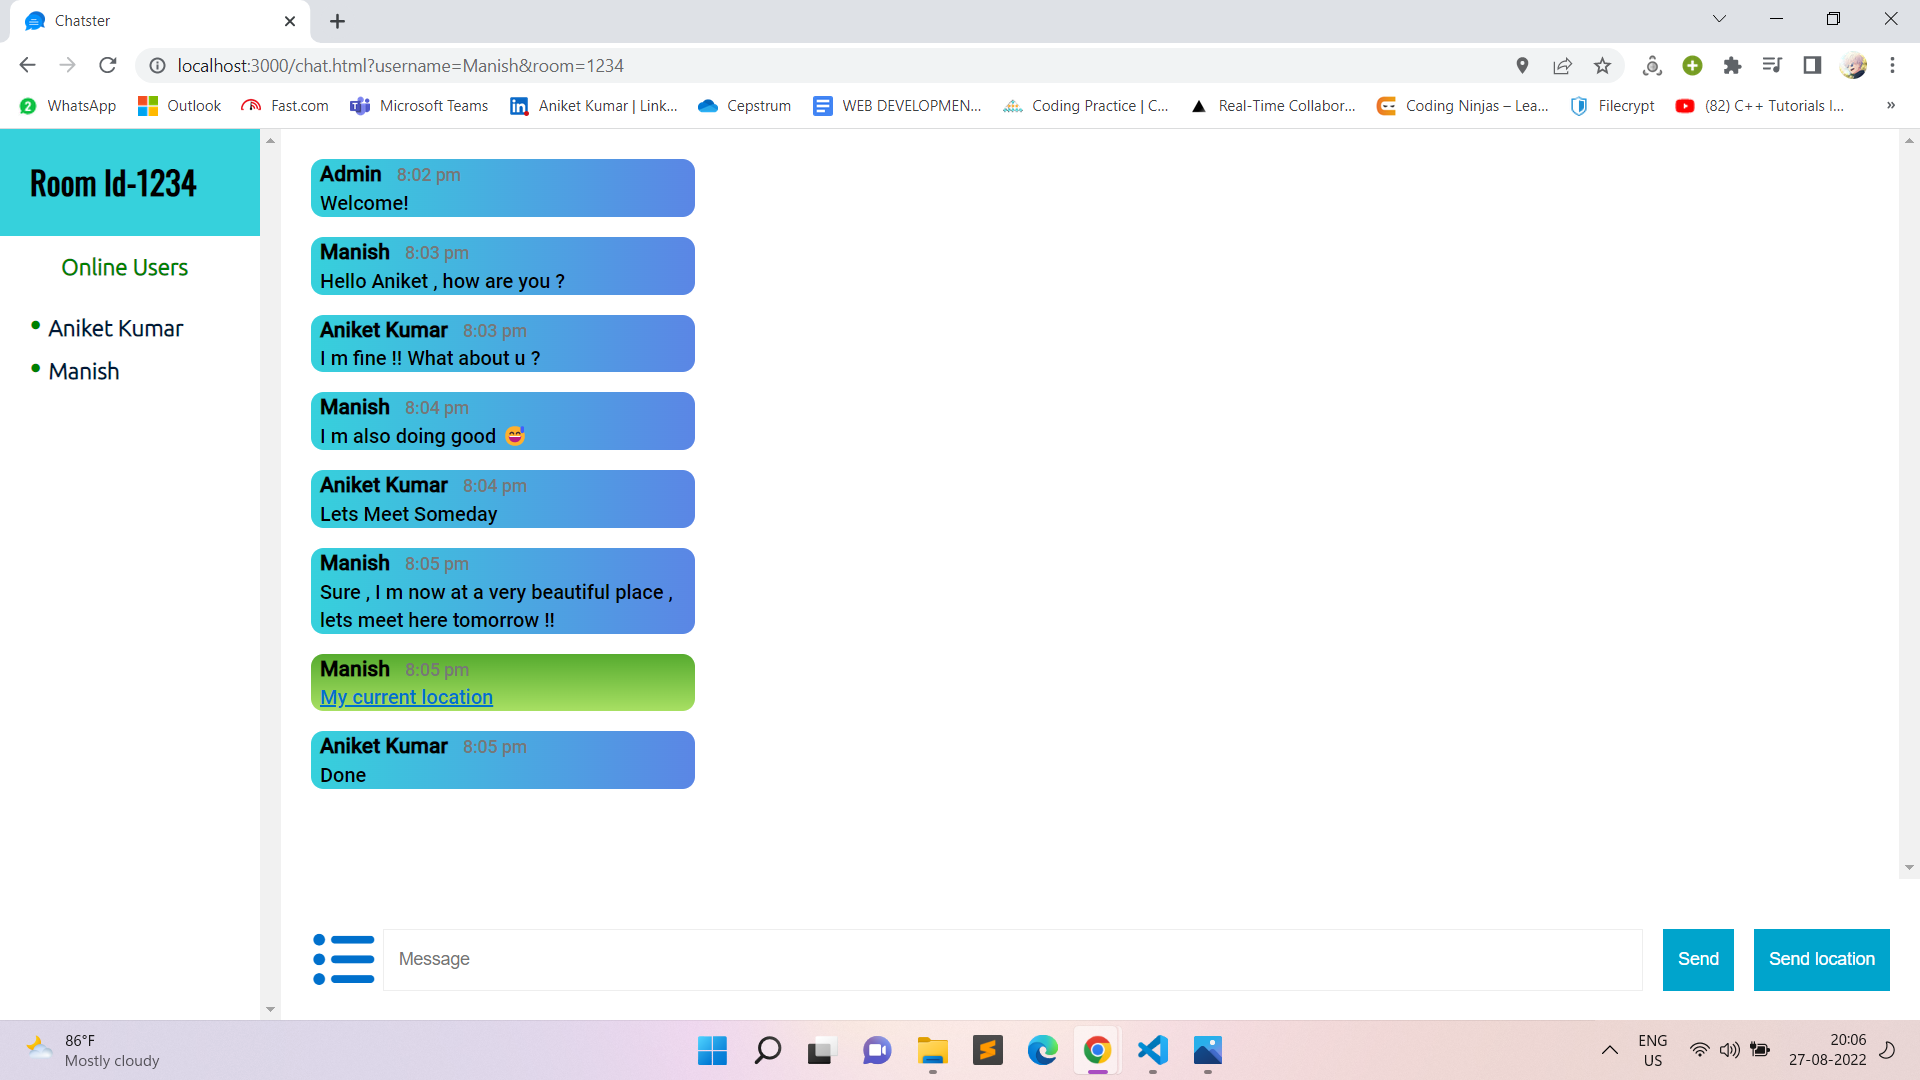 Chatster
localhost:3000/chat.html?username=Manish&room=1234
WhatsApp
Outlook
Fast.com
Microsoft Teams
Aniket Kumar | Link...
Cepstrum
WEB DEVELOPMEN...
Coding Practice | C...
Real-Time Collabor...
Coding Ninjas – Lea...
Filecrypt
(82) C++ Tutorials I...
»
Room Id-1234
Online Users
Aniket Kumar
Manish
Admin 8:02 pm
Welcome!
Manish 8:03 pm
Hello Aniket , how are you ?
Aniket Kumar 8:03 pm
I m fine !! What about u ?
Manish 8:04 pm
I m also doing good 😅
Aniket Kumar 8:04 pm
Lets Meet Someday
Manish 8:05 pm
Sure , I m now at a very beautiful place ,
lets meet here tomorrow !!
Manish 8:05 pm
My current location
Aniket Kumar 8:05 pm
Done
Message
Send
Send location
86°F
Mostly cloudy
ENG
US
20:06
27-08-2022